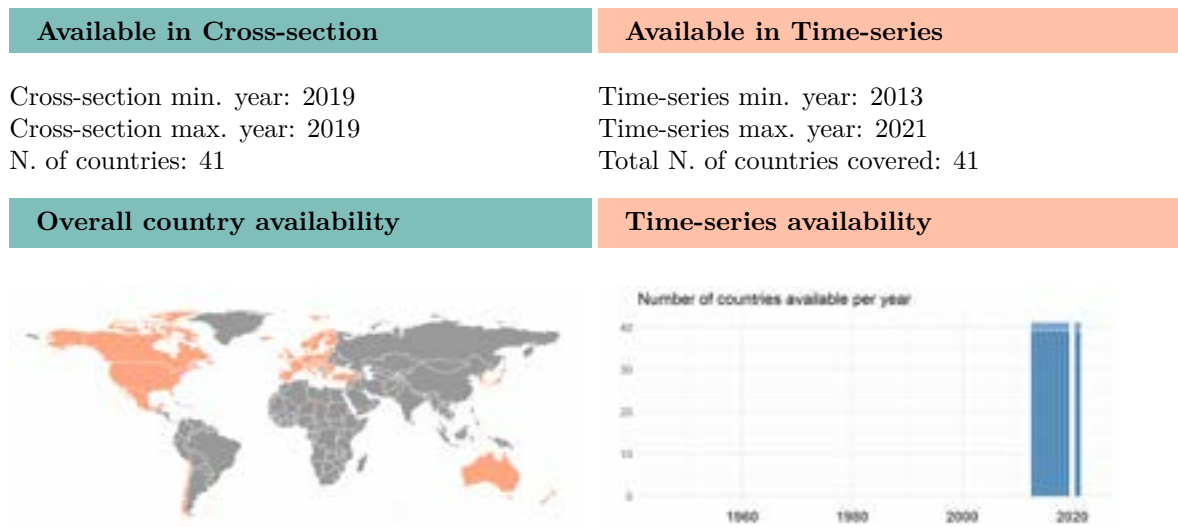 Available in Cross-section
Available in Time-series
Cross-section min. year: 2019
Cross-section max. year: 2019
N. of countries: 41
Time-series min. year: 2013
Time-series max. year: 2021
Total N. of countries covered: 41
Overall country availability
Time-series availability
Number of countries available per year
40
30
20
10
0
1960
1980
2000
2020